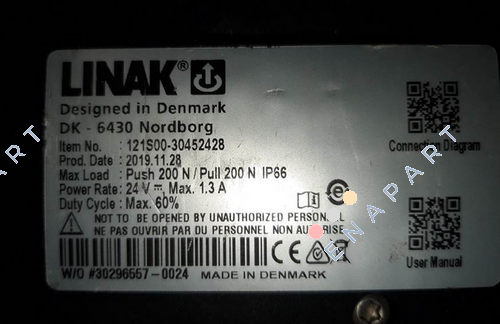 LINAK®
Designed in Denmark
DK - 6430 Nordborg
Item No. : 121S00-30452428
Prod. Date : 2019.11.28
Max Load : Push 200 N / Pull 200 N IP66
Power Rate : 24 V ⎓ Max. 1.3 A
Duty Cycle : Max. 60%
Connection Diagram
NOT TO BE OPENED BY UNAUTHORIZED PERSONNEL.
NE PAS OUVRIR PAR DU PERSONNEL NON AUTORISE
W/O #30296557-0024 MADE IN DENMARK
User Manual
ENAPART